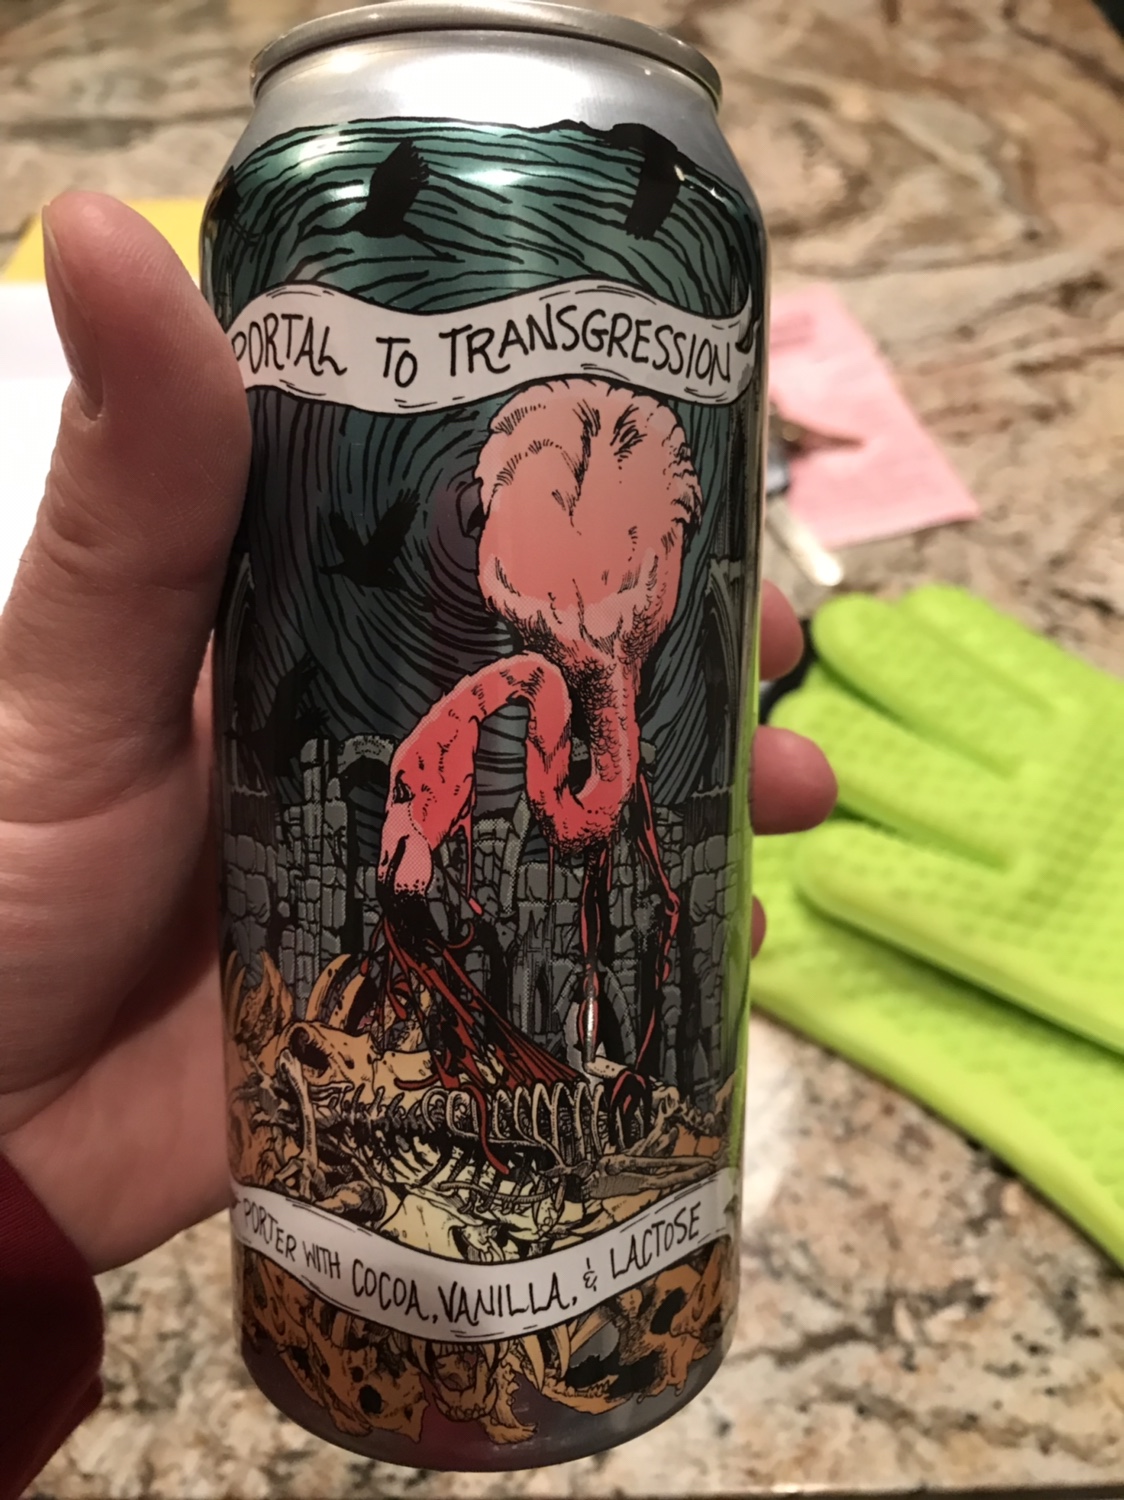 PORTAL TO TRANSGRESSION
PORTER WITH COCOA, VANILLA, & LACTOSE